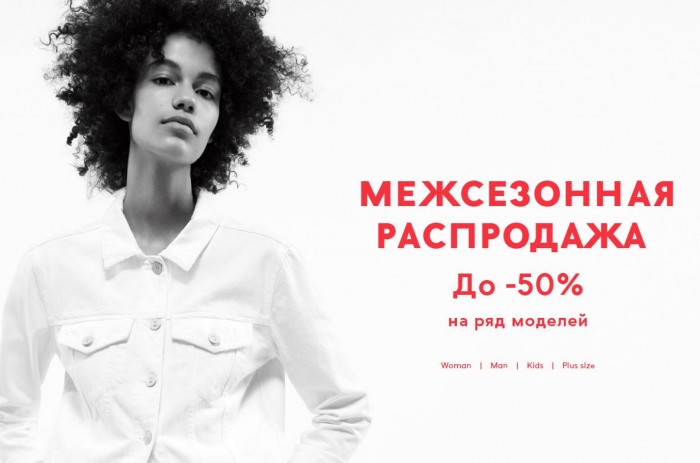 МЕЖСЕЗОННАЯ
РАСПРОДАЖА
До -50%
на ряд моделей
Woman | Man | Kids | Plus size